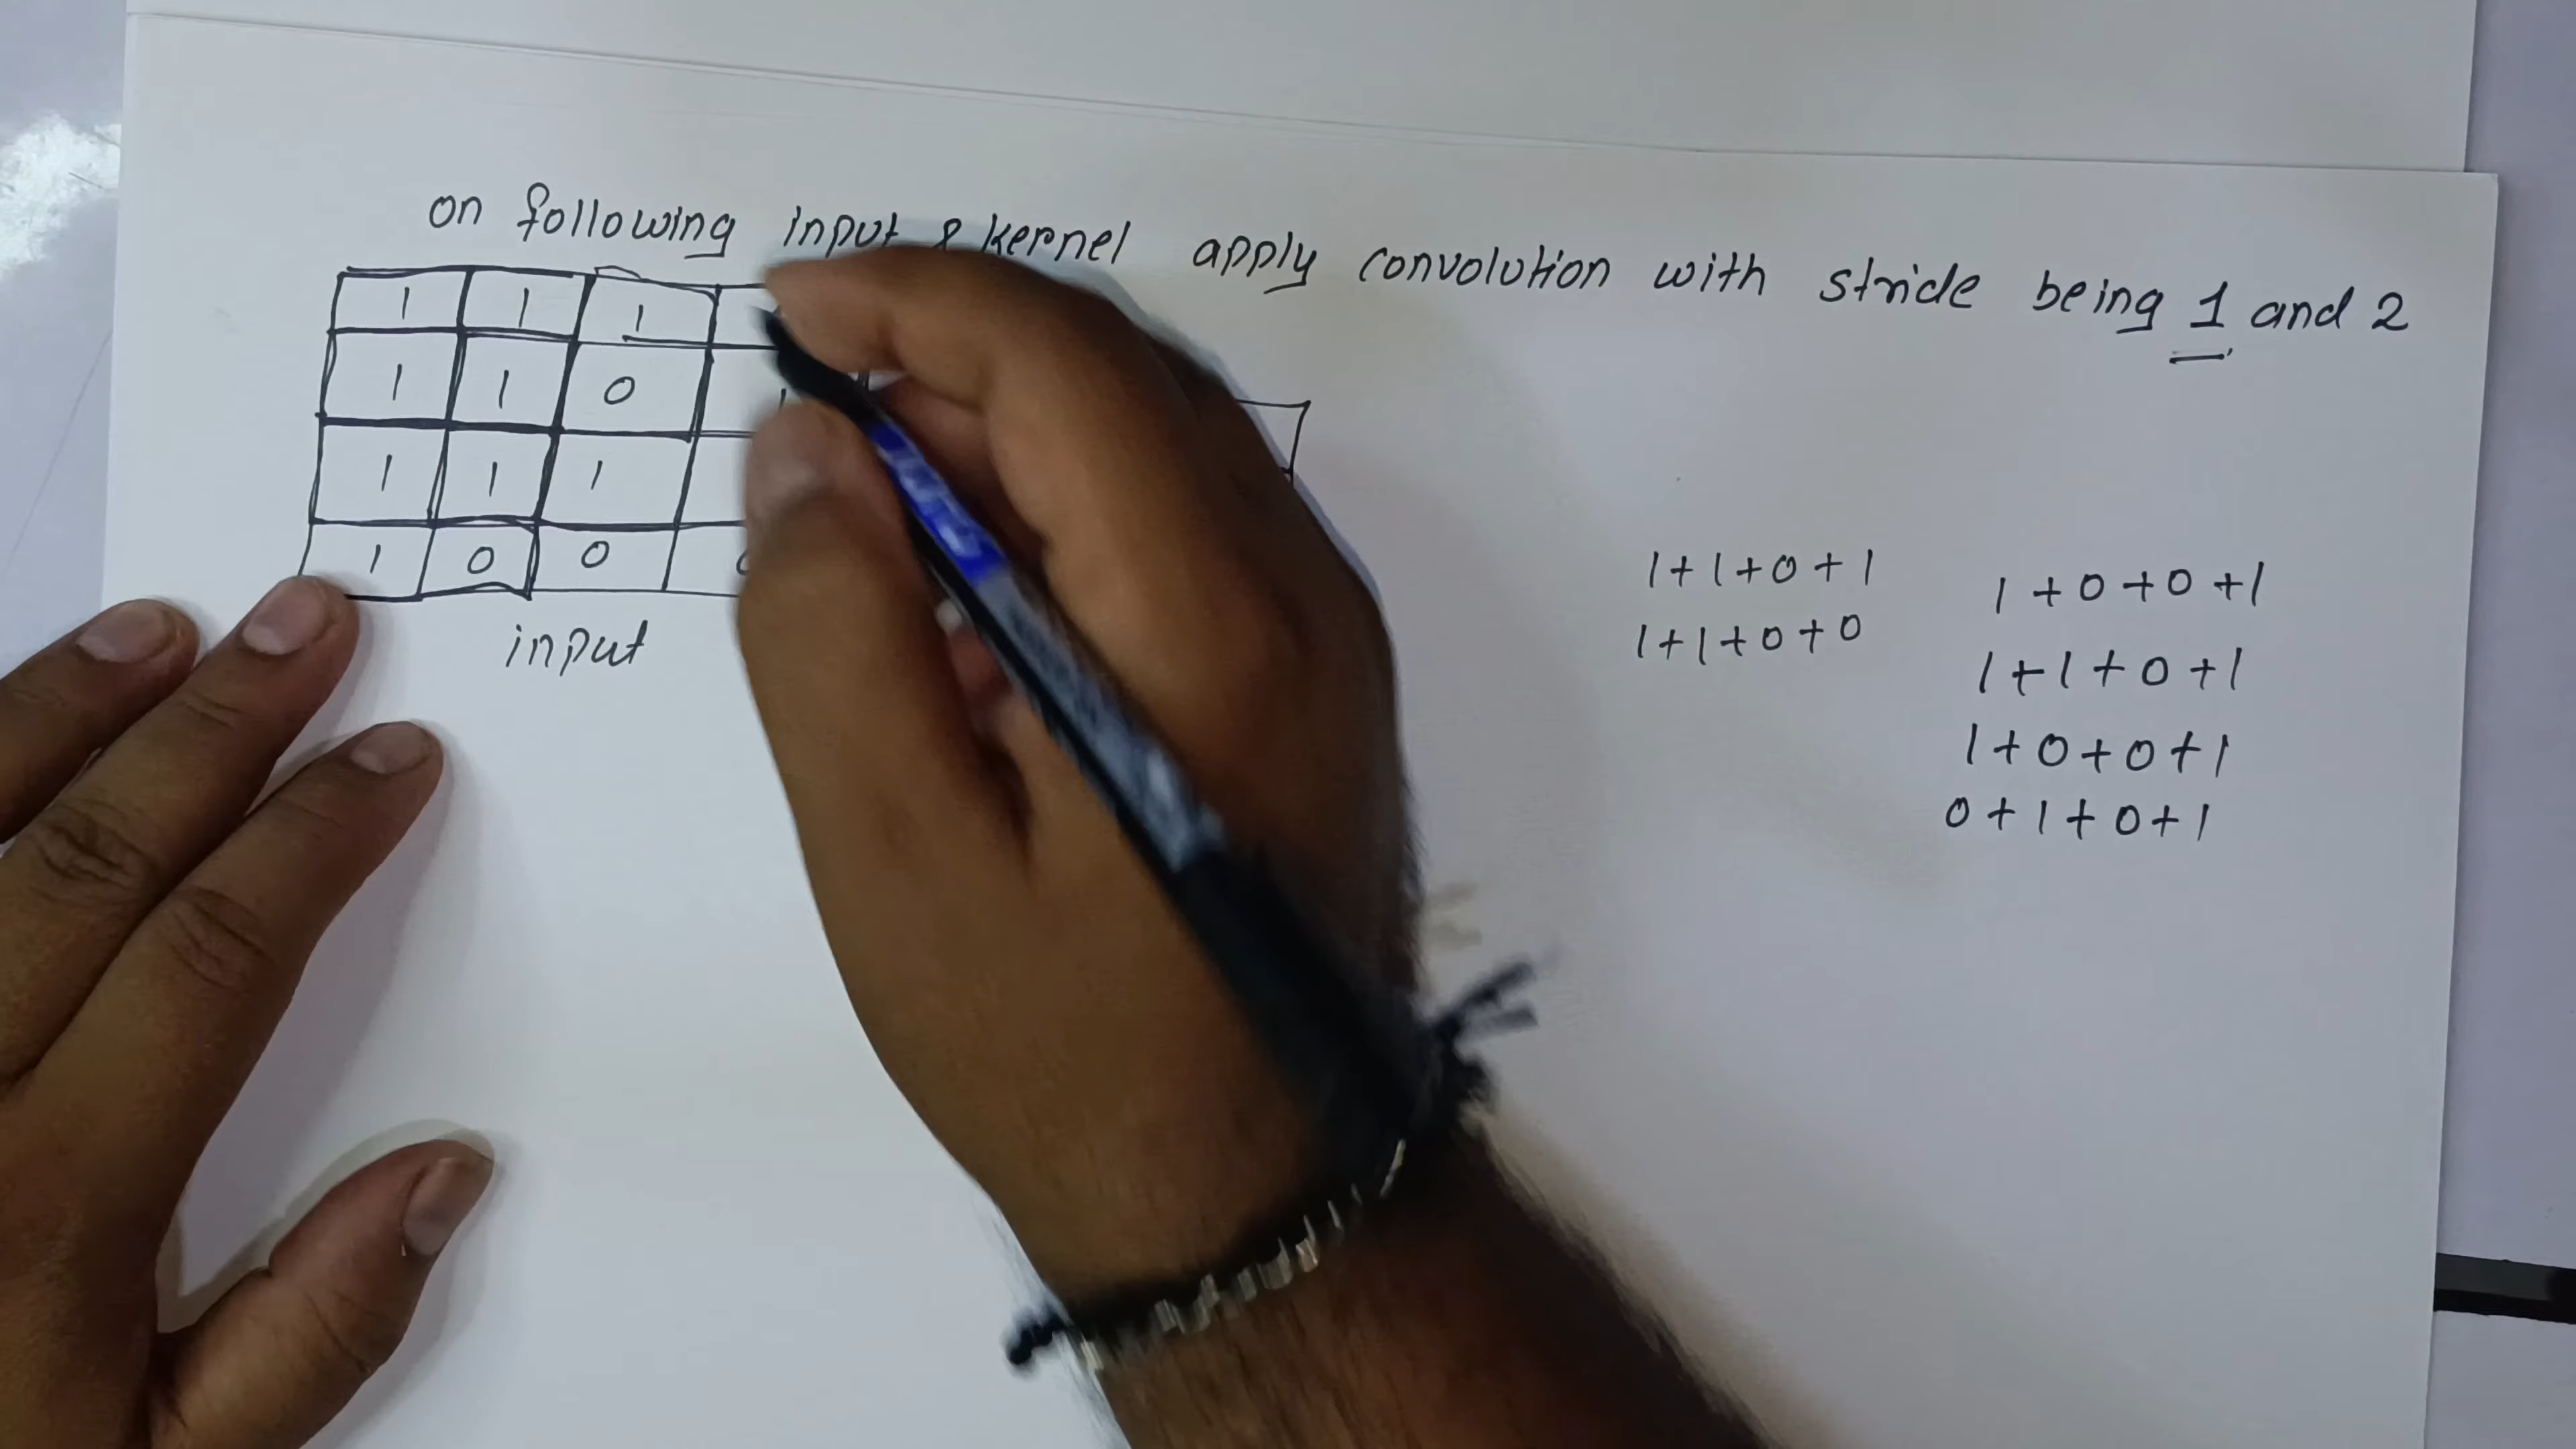 on following input & kernel apply convolution with stride being 1 and 2
1 1 1
1 1 0 1
1 1 1
1 0 0
input
1+1+0+1
1+1+0+0
1+0+0+1
1+1+0+1
1+0+0+1
0+1+0+1